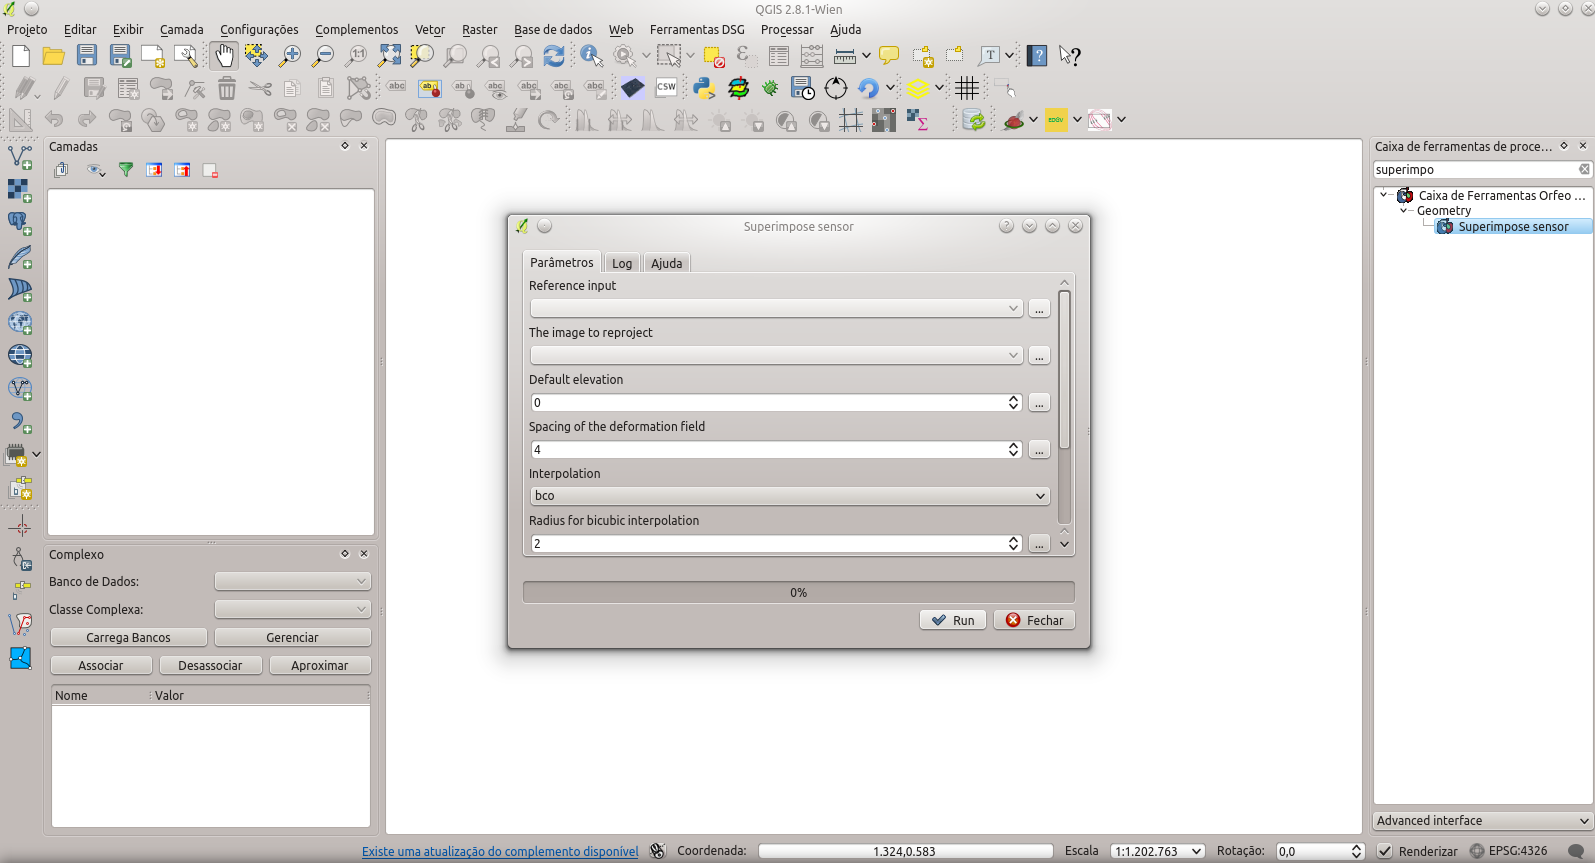 QGIS 2.8.1-Wien
Projeto Editar Exibir Camada Configurações Complementos Vetor Raster Base de dados Web Ferramentas DSG Processar Ajuda
CSW
Camadas
Caixa de ferramentas de proce...
superimpo
Caixa de Ferramentas Orfeo ...
Geometry
Superimpose sensor
Superimpose sensor
Parâmetros Log Ajuda
Reference input
...
The image to reproject
...
Default elevation
0 ...
Spacing of the deformation field
4 ...
Interpolation
bco
Radius for bicubic interpolation
2 ...
0%
Run Fechar
Complexo
Banco de Dados:
Classe Complexa:
Carrega Bancos Gerenciar
Associar Desassociar Aproximar
Nome Valor
Advanced interface
Existe uma atualização do complemento disponível Coordenada: 1.324,0.583 Escala 1:1.202.763 Rotação: 0,0 Renderizar EPSG:4326